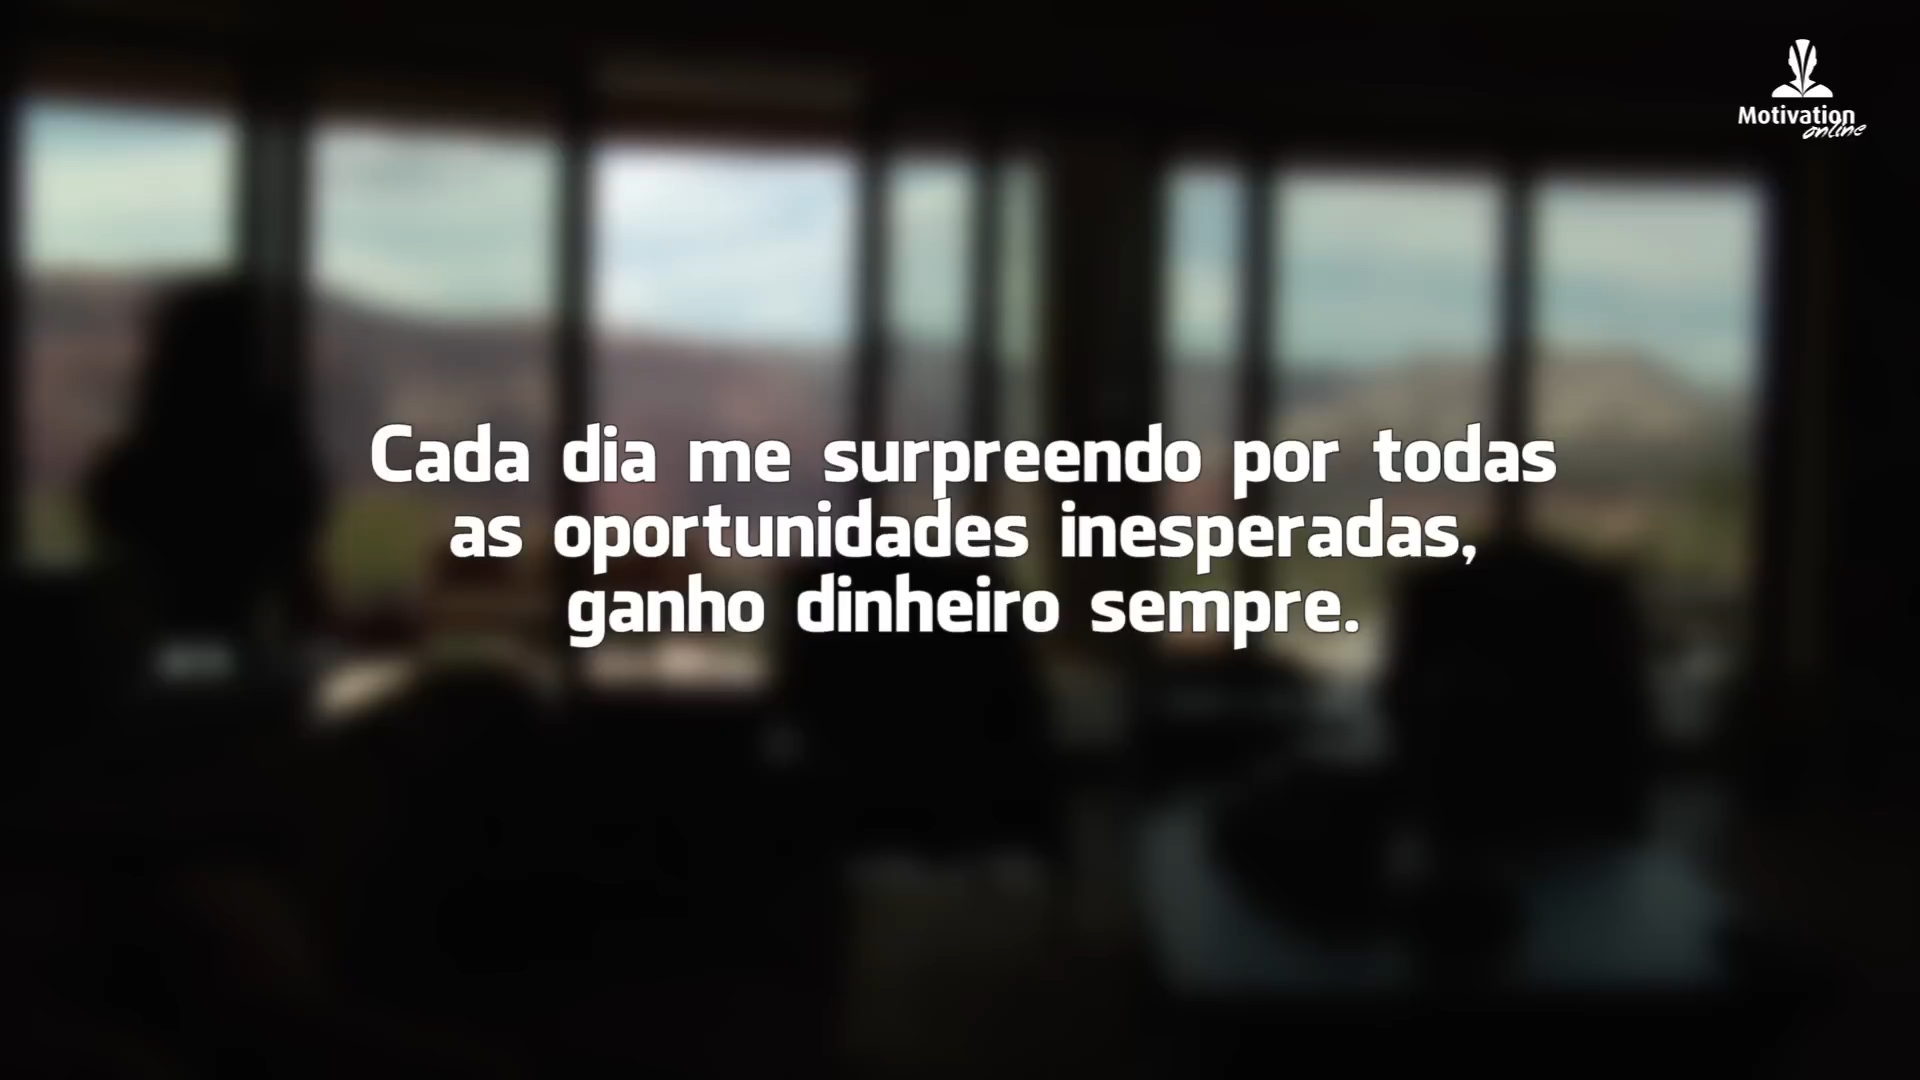 Motivation
online
Cada dia me surpreendo por todas
as oportunidades inesperadas,
ganho dinheiro sempre.